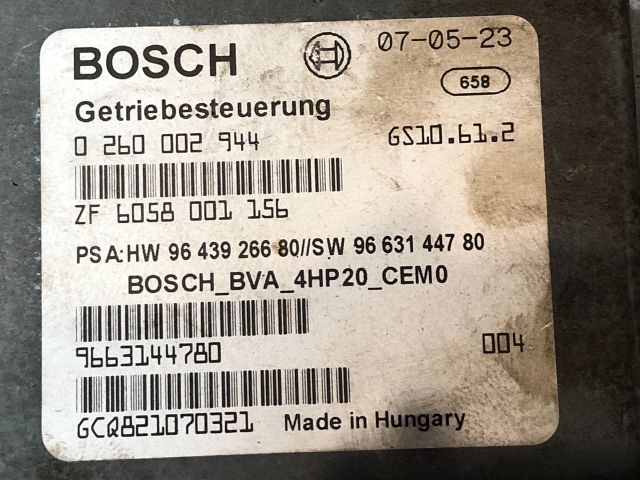 BOSCH 07-05-23
658
Getriebesteuerung
0 260 002 944 GS10.61.2
ZF 6058 001 156
PSA:HW 96 439 266 80//SW 96 631 447 80
BOSCH_BVA_4HP20_CEM0
9663144780 004
GCQ821070321 Made in Hungary